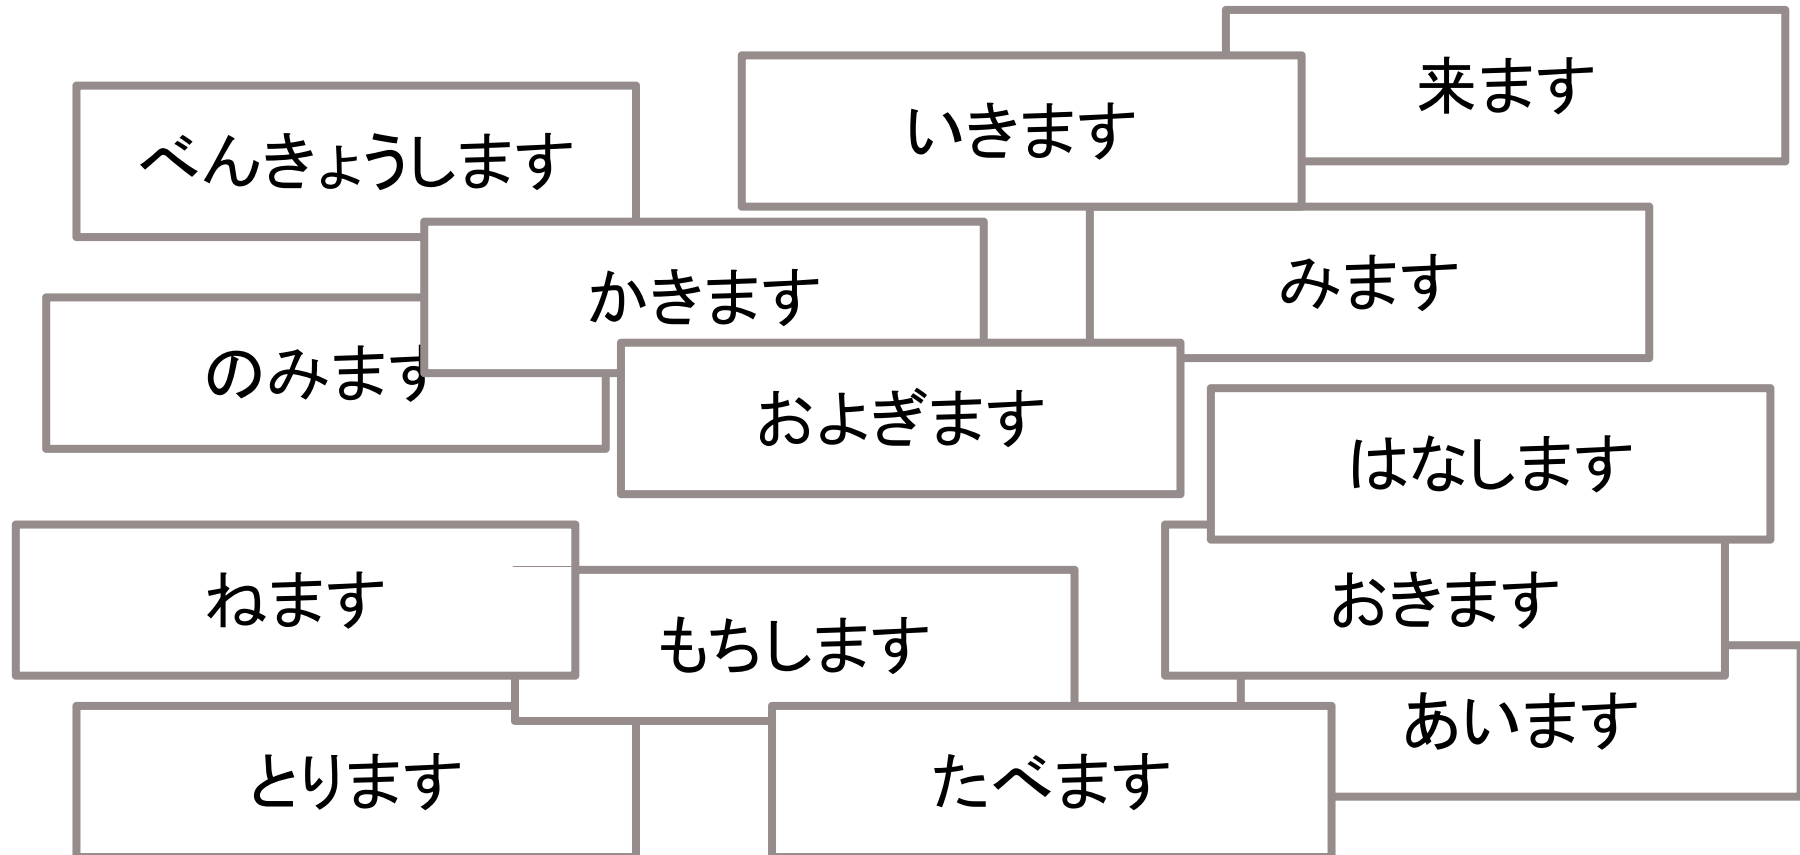 来ます
いきます
べんきょうします
みます
かきます
のみます
およぎます
はなします
ねます
おきます
もちします
あいます
とります
たべます